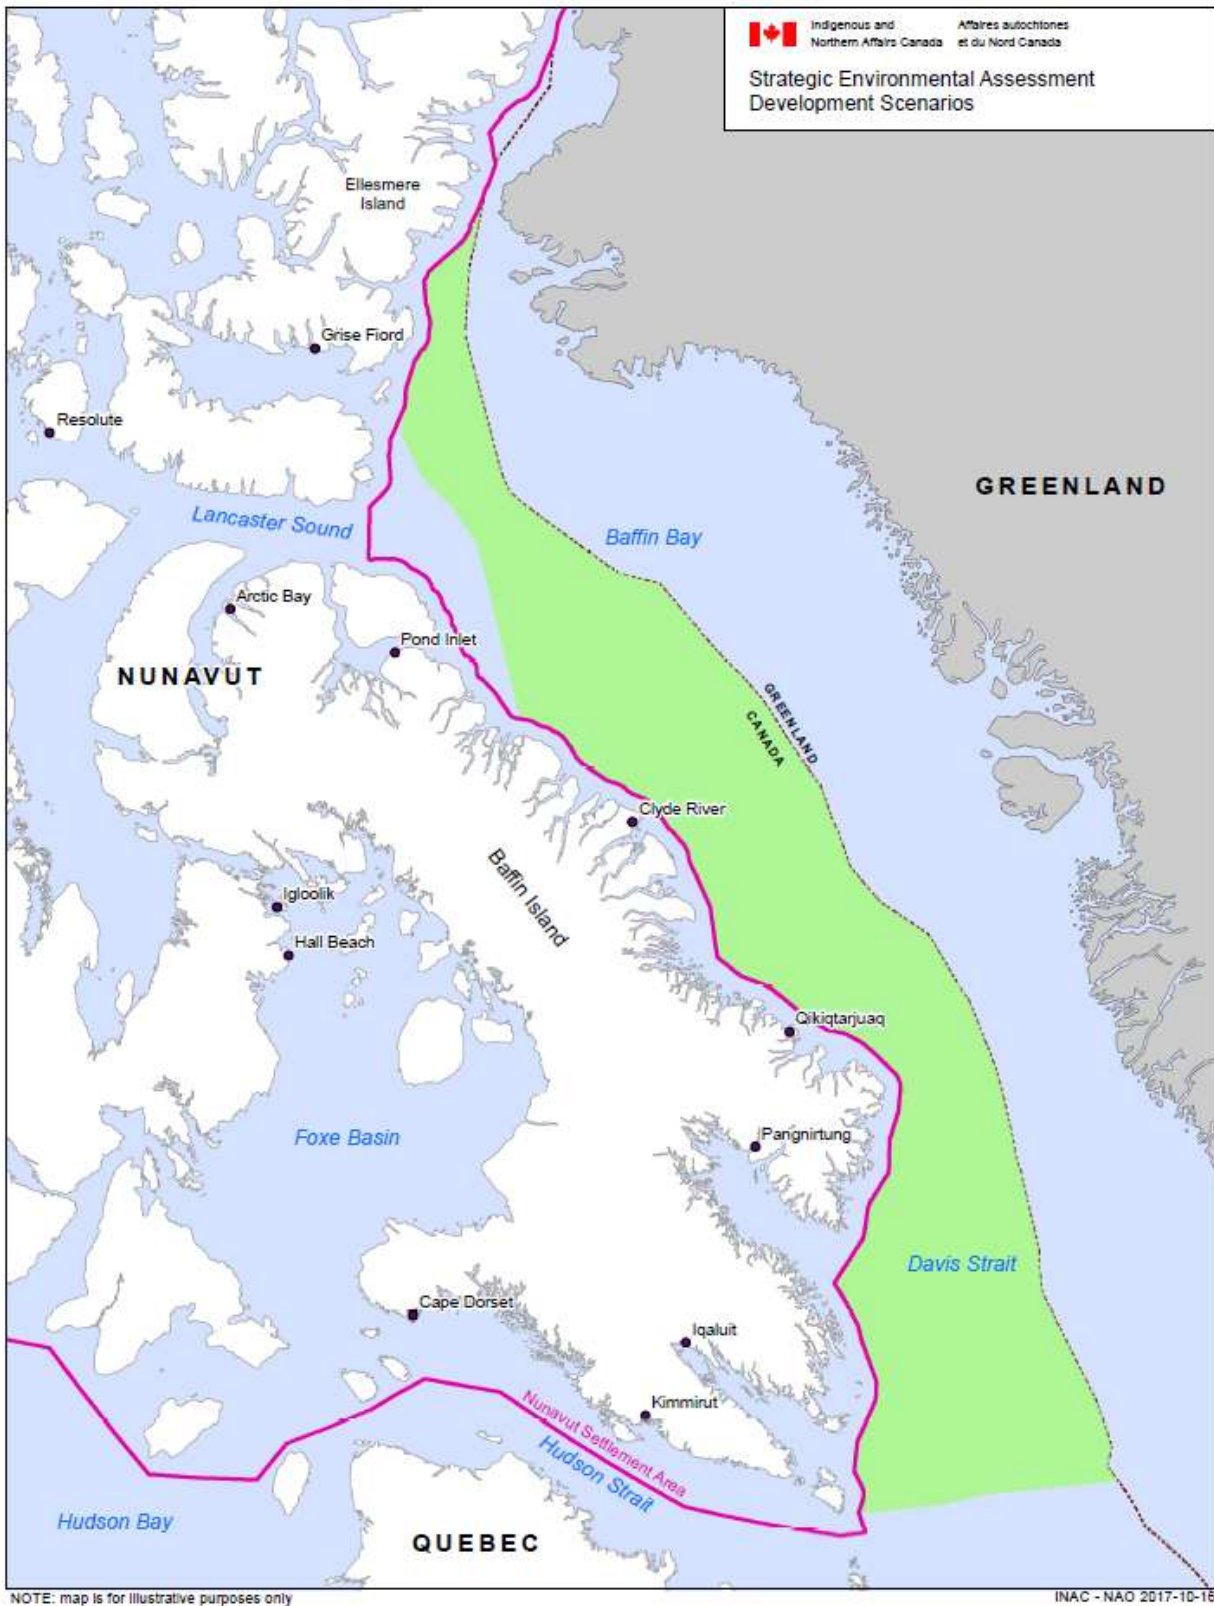 Indigenous and
Northern Affairs Canada
Affaires autochtones
et du Nord Canada
Strategic Environmental Assessment
Development Scenarios
Ellesmere
Island
Grise Fiord
Resolute
GREENLAND
Lancaster Sound
Baffin Bay
Arctic Bay
Pond Inlet
NUNAVUT
GREENLAND
CANADA
Clyde River
Baffin Island
Igloolik
Hall Beach
Qikiqtarjuaq
Foxe Basin
Pangnirtung
Davis Strait
Cape Dorset
Iqaluit
Kimmirut
Nunavut Settlement Area
Hudson Strait
Hudson Bay
QUEBEC
NOTE: map is for illustrative purposes only
INAC - NAO 2017-10-16